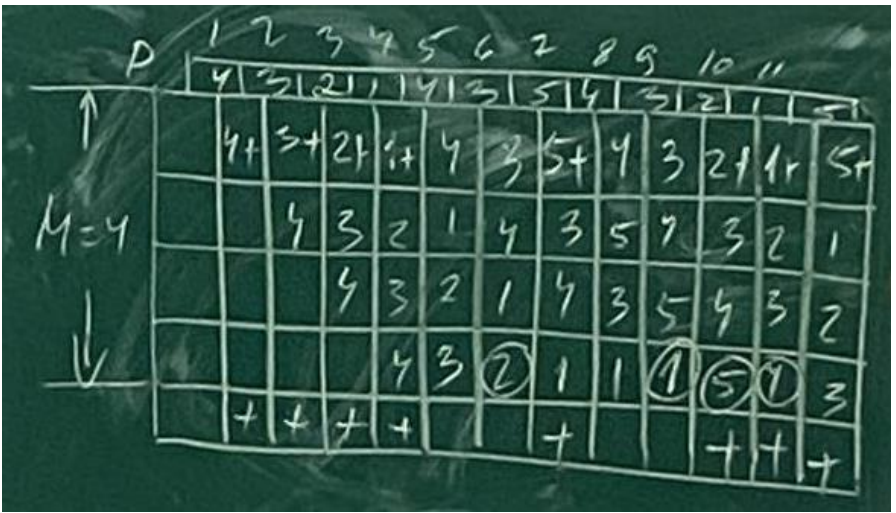 P 1 2 3 4 5 6 7 8 9 10 11
4 3 2 1 4 3 5 4 3 2 1 5
4+ 3+ 2+ 1+ 4 3 5+ 4 3 2+ 1+ 5+
M=4 4 3 2 1 4 3 5 4 3 2 1
4 3 2 1 4 3 5 4 3 2
4 3 2 1 1 1 5 4 3
+ + + + + + + +